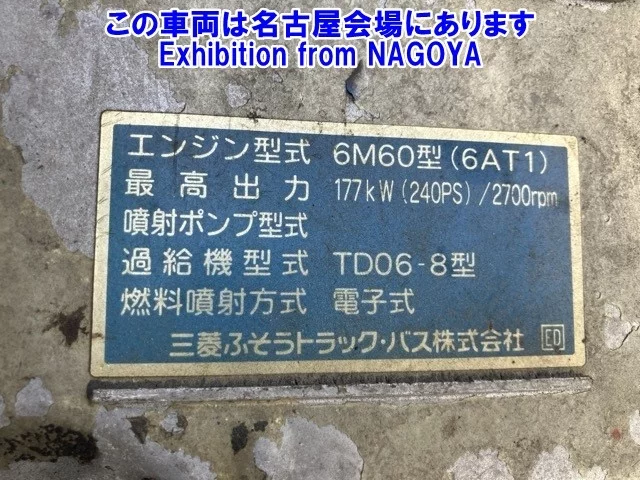 この車両は名古屋会場にあります
Exhibition from NAGOYA
エンジン型式 6M60型(6AT1)
最高出力 177kW(240PS)/2700rpm
噴射ポンプ型式
過給機型式 TD06-8型
燃料噴射方式 電子式
三菱ふそうトラック・バス株式会社 ED